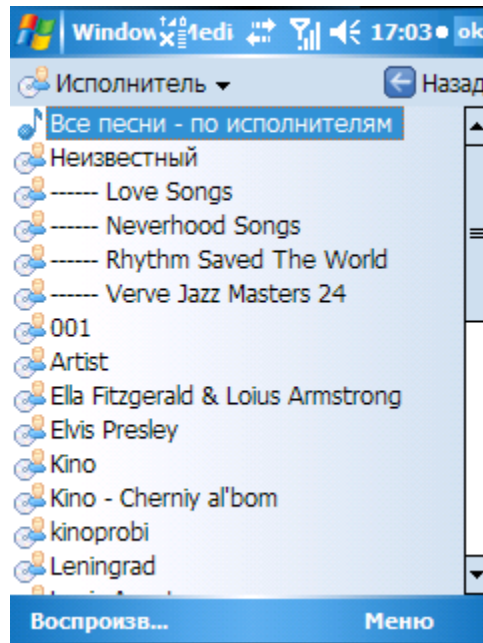 Window 17:03 ok
Исполнитель Назад
Все песни - по исполнителям
Неизвестный
------ Love Songs
------ Neverhood Songs
------ Rhythm Saved The World
------ Verve Jazz Masters 24
001
Artist
Ella Fitzgerald & Loius Armstrong
Elvis Presley
Kino
Kino - Cherniy al'bom
kinoprobi
Leningrad
Воспроизв... Меню